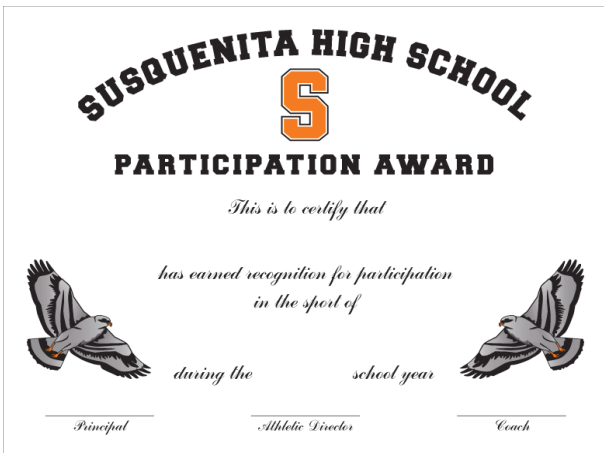 SUSQUENITA HIGH SCHOOL
S
PARTICIPATION AWARD
This is to certify that
has earned recognition for participation
in the sport of
during the school year
Principal Athletic Director Coach